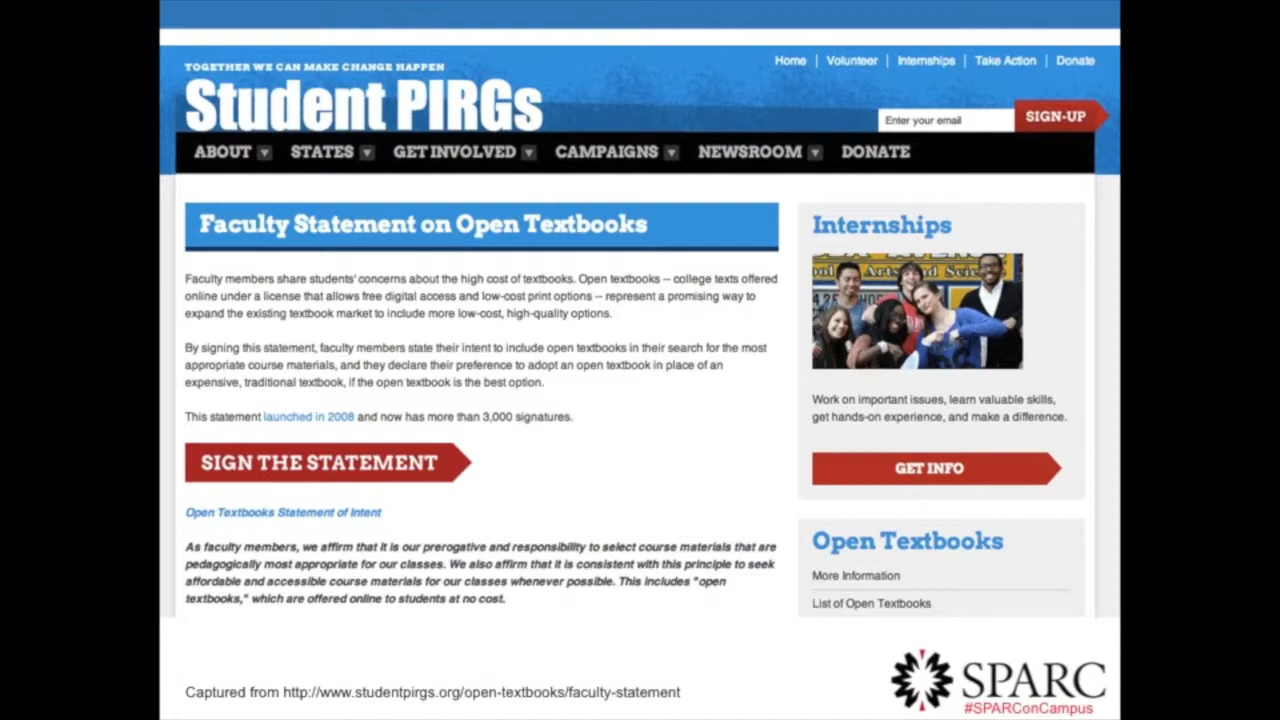 TOGETHER WE CAN MAKE CHANGE HAPPEN
Student PIRGs
Home | Volunteer | Internships | Take Action | Donate
Enter your email
SIGN-UP
ABOUT STATES GET INVOLVED CAMPAIGNS NEWSROOM DONATE
Faculty Statement on Open Textbooks
Faculty members share students' concerns about the high cost of textbooks. Open textbooks -- college texts offered
online under a license that allows free digital access and low-cost print options -- represent a promising way to
expand the existing textbook market to include more low-cost, high-quality options.
By signing this statement, faculty members state their intent to include open textbooks in their search for the most
appropriate course materials, and they declare their preference to adopt an open textbook in place of an
expensive, traditional textbook, if the open textbook is the best option.
This statement launched in 2008 and now has more than 3,000 signatures.
SIGN THE STATEMENT
Open Textbooks Statement of Intent
As faculty members, we affirm that it is our prerogative and responsibility to select course materials that are
pedagogically most appropriate for our classes. We also affirm that it is consistent with this principle to seek
affordable and accessible course materials for our classes whenever possible. This includes "open
textbooks," which are offered online to students at no cost.
Internships
Work on important issues, learn valuable skills,
get hands-on experience, and make a difference.
GET INFO
Open Textbooks
More Information
List of Open Textbooks
Captured from http://www.studentpirgs.org/open-textbooks/faculty-statement
SPARC
#SPARConCampus